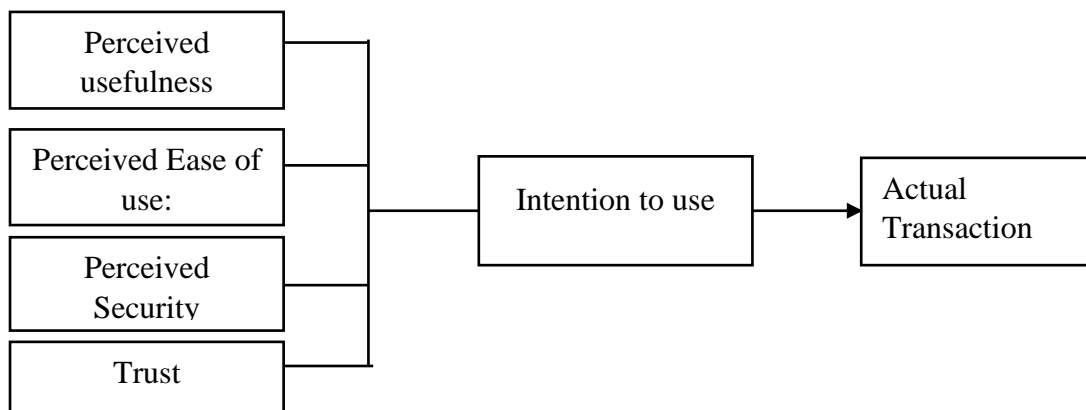 Perceived
usefulness
Perceived Ease of
use:
Perceived
Security
Trust
Intention to use
Actual
Transaction